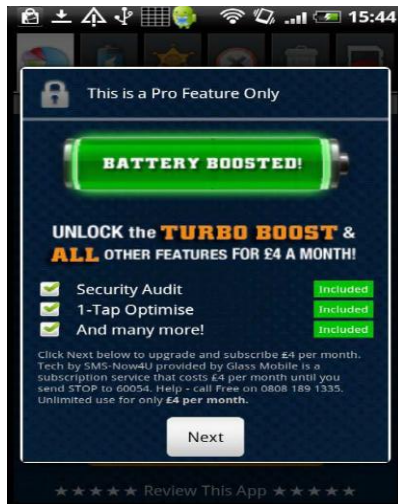 15:44
This is a Pro Feature Only
BATTERY BOOSTED!
UNLOCK the TURBO BOOST &
ALL OTHER FEATURES FOR £4 A MONTH!
Security Audit Included
1-Tap Optimise Included
And many more! Included
Click Next below to upgrade and subscribe £4 per month.
Tech by SMS-Now4U provided by Glass Mobile is a
subscription service that costs £4 per month until you
send STOP to 60054. Help - call Free on 0808 189 1335.
Unlimited use for only £4 per month.
Next
★★★★★ Review This App ★★★★★